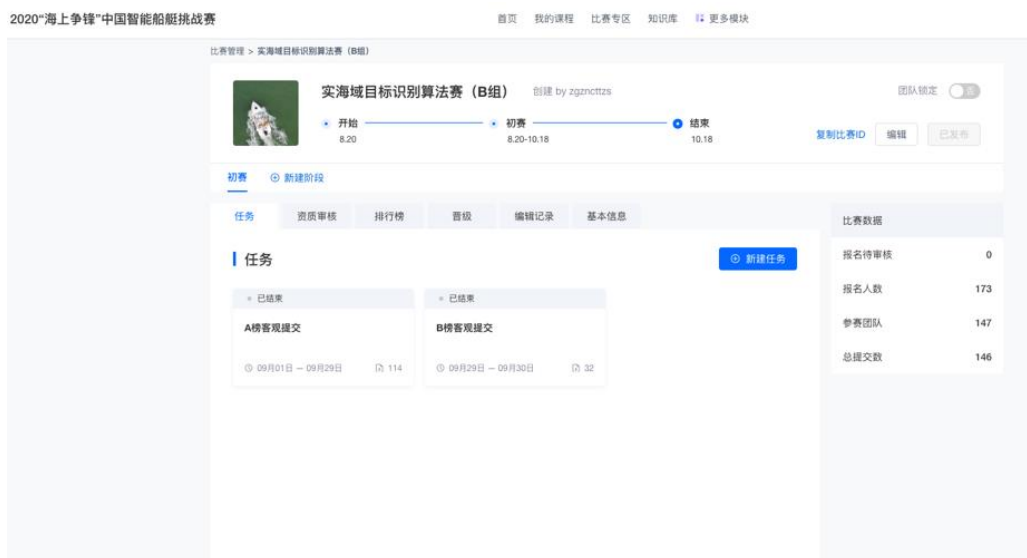 2020“海上争锋”中国智能船艇挑战赛
首页 我的课程 比赛专区 知识库 更多模块
比赛管理 > 实海域目标识别算法赛（B组）
实海域目标识别算法赛（B组） 创建 by zgzncttzs
团队锁定 否
开始 初赛 结束
8.20 8.20-10.18 10.18
复制比赛ID 编辑 已发布
初赛 新建阶段
任务 资质审核 排行榜 晋级 编辑记录 基本信息
任务
新建任务
已结束
A榜客观提交
09月01日 – 09月29日 114
已结束
B榜客观提交
09月29日 – 09月30日 32
比赛数据
报名待审核 0
报名人数 173
参赛团队 147
总提交数 146